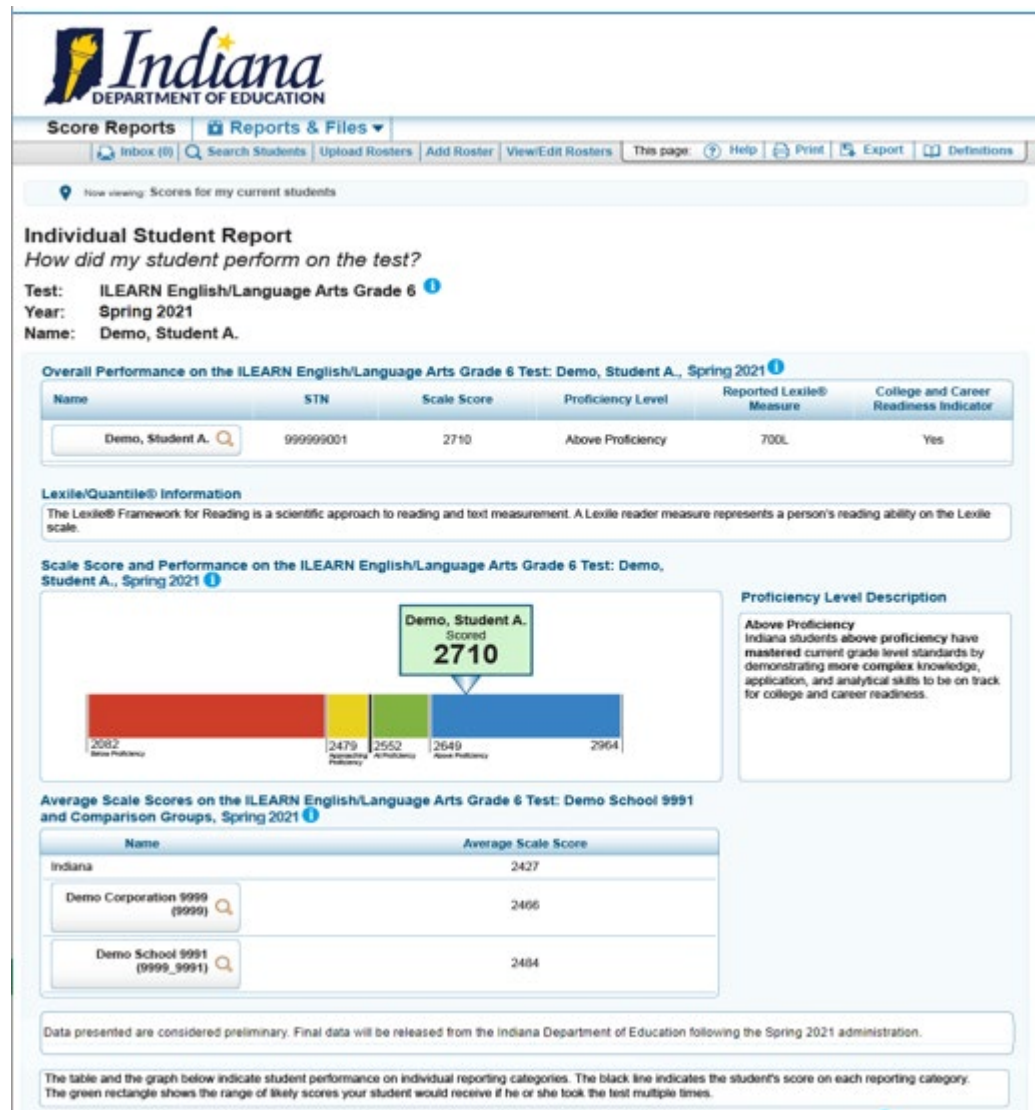 Indiana
DEPARTMENT OF EDUCATION
Score Reports Reports & Files
Inbox (0) Search Students Upload Rosters Add Roster View/Edit Rosters This page: Help Print Export Definitions
Now viewing: Scores for my current students
Individual Student Report
How did my student perform on the test?
Test: ILEARN English/Language Arts Grade 6
Year: Spring 2021
Name: Demo, Student A.
Overall Performance on the ILEARN English/Language Arts Grade 6 Test: Demo, Student A., Spring 2021
Name STN Scale Score Proficiency Level Reported Lexile® Measure College and Career Readiness Indicator
Demo, Student A. 999999001 2710 Above Proficiency 700L Yes
Lexile/Quantile® Information
The Lexile® Framework for Reading is a scientific approach to reading and text measurement. A Lexile reader measure represents a person's reading ability on the Lexile
scale.
Scale Score and Performance on the ILEARN English/Language Arts Grade 6 Test: Demo,
Student A., Spring 2021
Demo, Student A.
Scored
2710
2082 2479 2552 2649 2964
Below Proficiency Approaching Proficiency At Proficiency Above Proficiency
Proficiency Level Description
Above Proficiency
Indiana students above proficiency have
mastered current grade level standards by
demonstrating more complex knowledge,
application, and analytical skills to be on track
for college and career readiness.
Average Scale Scores on the ILEARN English/Language Arts Grade 6 Test: Demo School 9991
and Comparison Groups, Spring 2021
Name Average Scale Score
Indiana 2427
Demo Corporation 9999
(9999) 2466
Demo School 9991
(9999_9991) 2484
Data presented are considered preliminary. Final data will be released from the Indiana Department of Education following the Spring 2021 administration.
The table and the graph below indicate student performance on individual reporting categories. The black line indicates the student's score on each reporting category.
The green rectangle shows the range of likely scores your student would receive if he or she took the test multiple times.